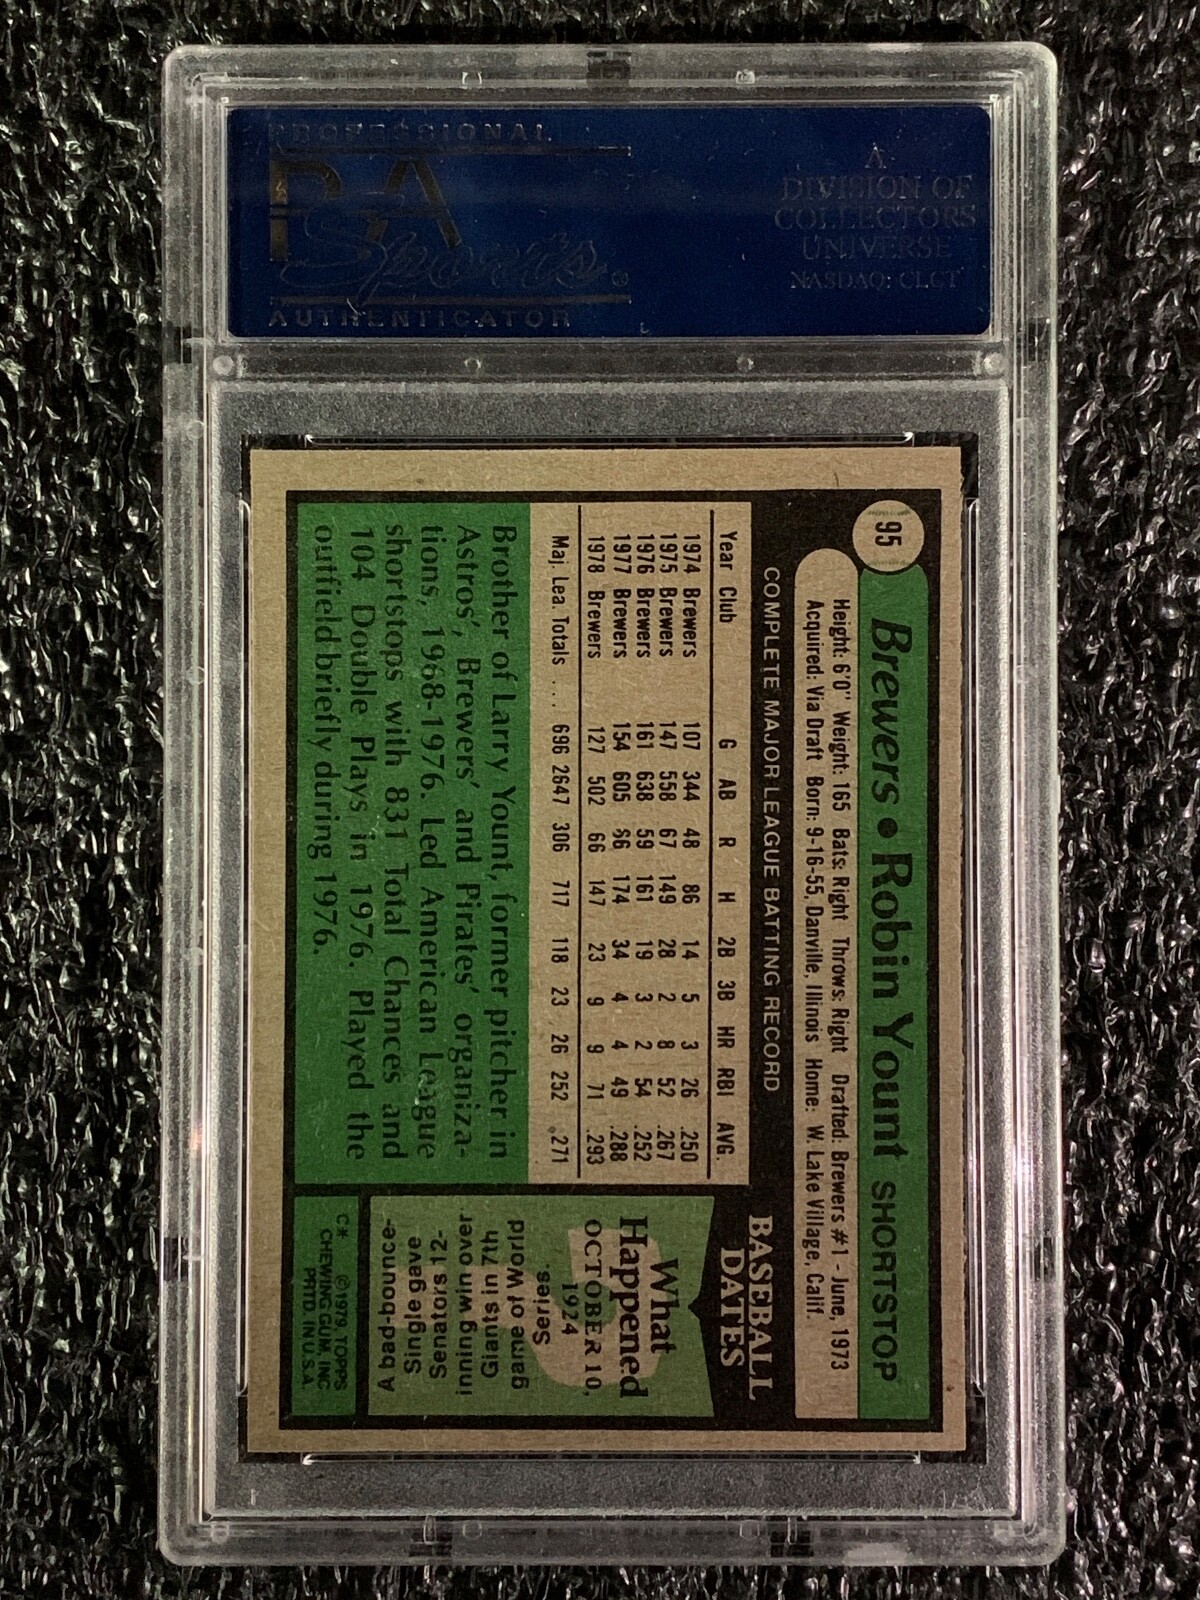 PROFESSIONAL
PSA
Sports®
AUTHENTICATOR
A
DIVISION OF
COLLECTORS
UNIVERSE
NASDAQ: CLCT
95
Brewers • Robin Yount SHORTSTOP
Height: 6'0" Weight: 165 Bats: Right Throws: Right Drafted: Brewers #1 - June, 1973
Acquired: Via Draft Born: 9-16-55, Danville, Illinois Home: W. Lake Village, Calif.
COMPLETE MAJOR LEAGUE BATTING RECORD
Year Club G AB R H 2B 3B HR RBI AVG.
1974 Brewers 107 344 48 86 14 5 3 26 .250
1975 Brewers 147 558 67 149 28 2 8 52 .267
1976 Brewers 161 638 59 161 19 3 2 54 .252
1977 Brewers 154 605 66 174 34 4 4 49 .288
1978 Brewers 127 502 66 147 23 9 9 71 .293
Maj. Lea. Totals .... 696 2647 306 717 118 23 26 252 .271
Brother of Larry Yount, former pitcher in
Astros', Brewers' and Pirates' organiza-
tions, 1968-1976. Led American League
shortstops with 831 Total Chances and
104 Double Plays in 1976. Played the
outfield briefly during 1976.
BASEBALL
DATES
What
Happened
OCTOBER 10,
1924
Series.
game of World
Giants in 7th
inning win over
Senators 12-
Single gave
A bad-bounce-
C* ©1979 TOPPS
CHEWING GUM, INC
PRTD. IN U.S.A.